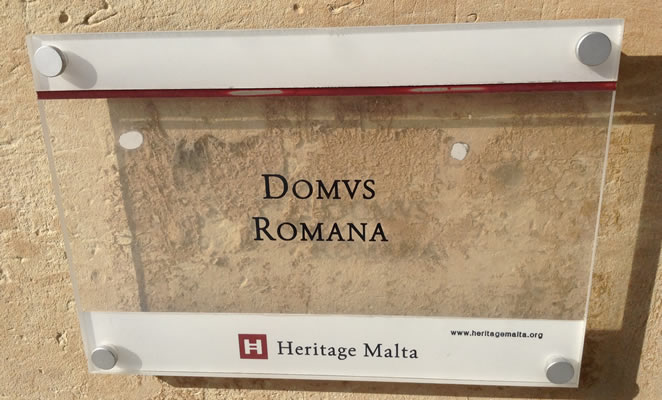 DOMVS
ROMANA
www.heritagemalta.org
H Heritage Malta